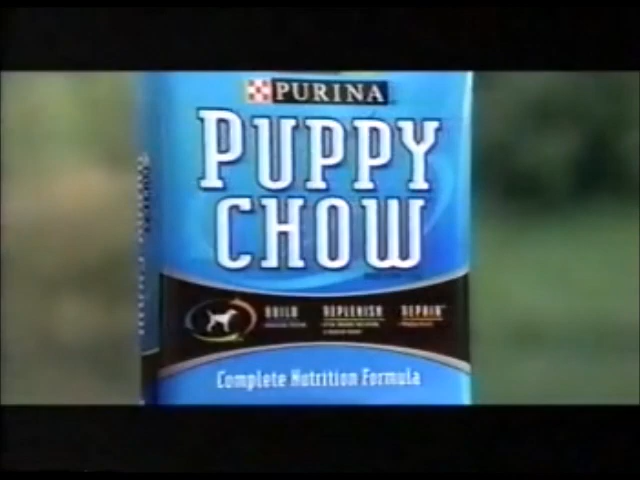 PURINA
PUPPY
CHOW
BUILD REPLENISH REPAIR
Complete Nutrition Formula